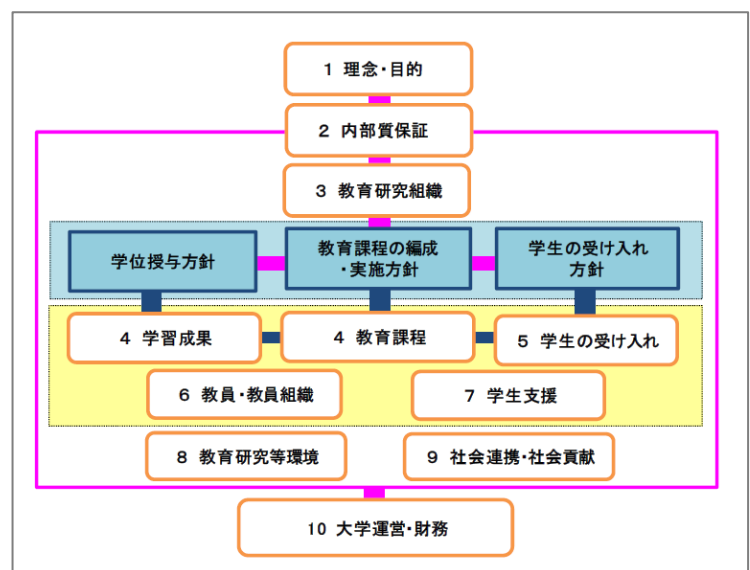 1 理念・目的
2 内部質保証
3 教育研究組織
学位授与方針
教育課程の編成
・実施方針
学生の受け入れ
方針
4 学習成果
4 教育課程
5 学生の受け入れ
6 教員・教員組織
7 学生支援
8 教育研究等環境
9 社会連携・社会貢献
10 大学運営・財務